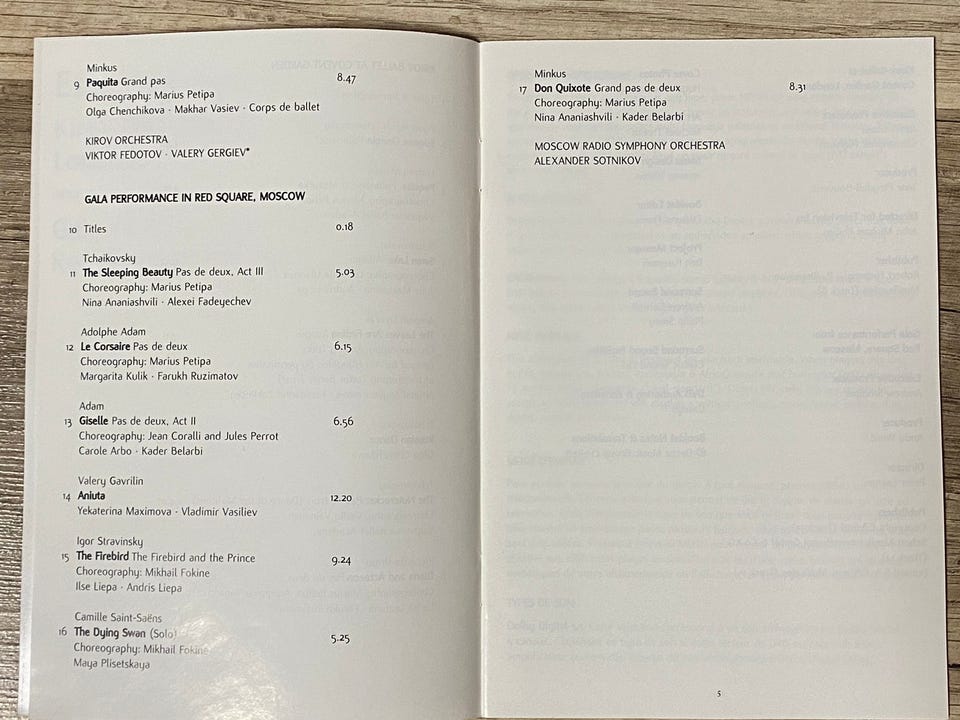 Minkus
9 Paquita Grand pas 8.47
Choreography: Marius Petipa
Olga Chenchikova · Makhar Vasiev · Corps de ballet
KIROV ORCHESTRA
VIKTOR FEDOTOV · VALERY GERGIEV*
GALA PERFORMANCE IN RED SQUARE, MOSCOW
10 Titles 0.18
Tchaikovsky
11 The Sleeping Beauty Pas de deux, Act III 5.03
Choreography: Marius Petipa
Nina Ananiashvili · Alexei Fadeyechev
Adolphe Adam
12 Le Corsaire Pas de deux 6.15
Choreography: Marius Petipa
Margarita Kulik · Farukh Ruzimatov
Adam
13 Giselle Pas de deux, Act II 6.56
Choreography: Jean Coralli and Jules Perrot
Carole Arbo · Kader Belarbi
Valery Gavrilin
14 Aniuta 12.20
Yekaterina Maximova · Vladimir Vasiliev
Igor Stravinsky
15 The Firebird The Firebird and the Prince 9.24
Choreography: Mikhail Fokine
Ilse Liepa · Andris Liepa
Camille Saint-Saëns
16 The Dying Swan (Solo) 5.25
Choreography: Mikhail Fokine
Maya Plisetskaya
Minkus
17 Don Quixote Grand pas de deux 8.31
Choreography: Marius Petipa
Nina Ananiashvili · Kader Belarbi
MOSCOW RADIO SYMPHONY ORCHESTRA
ALEXANDER SOTNIKOV
5